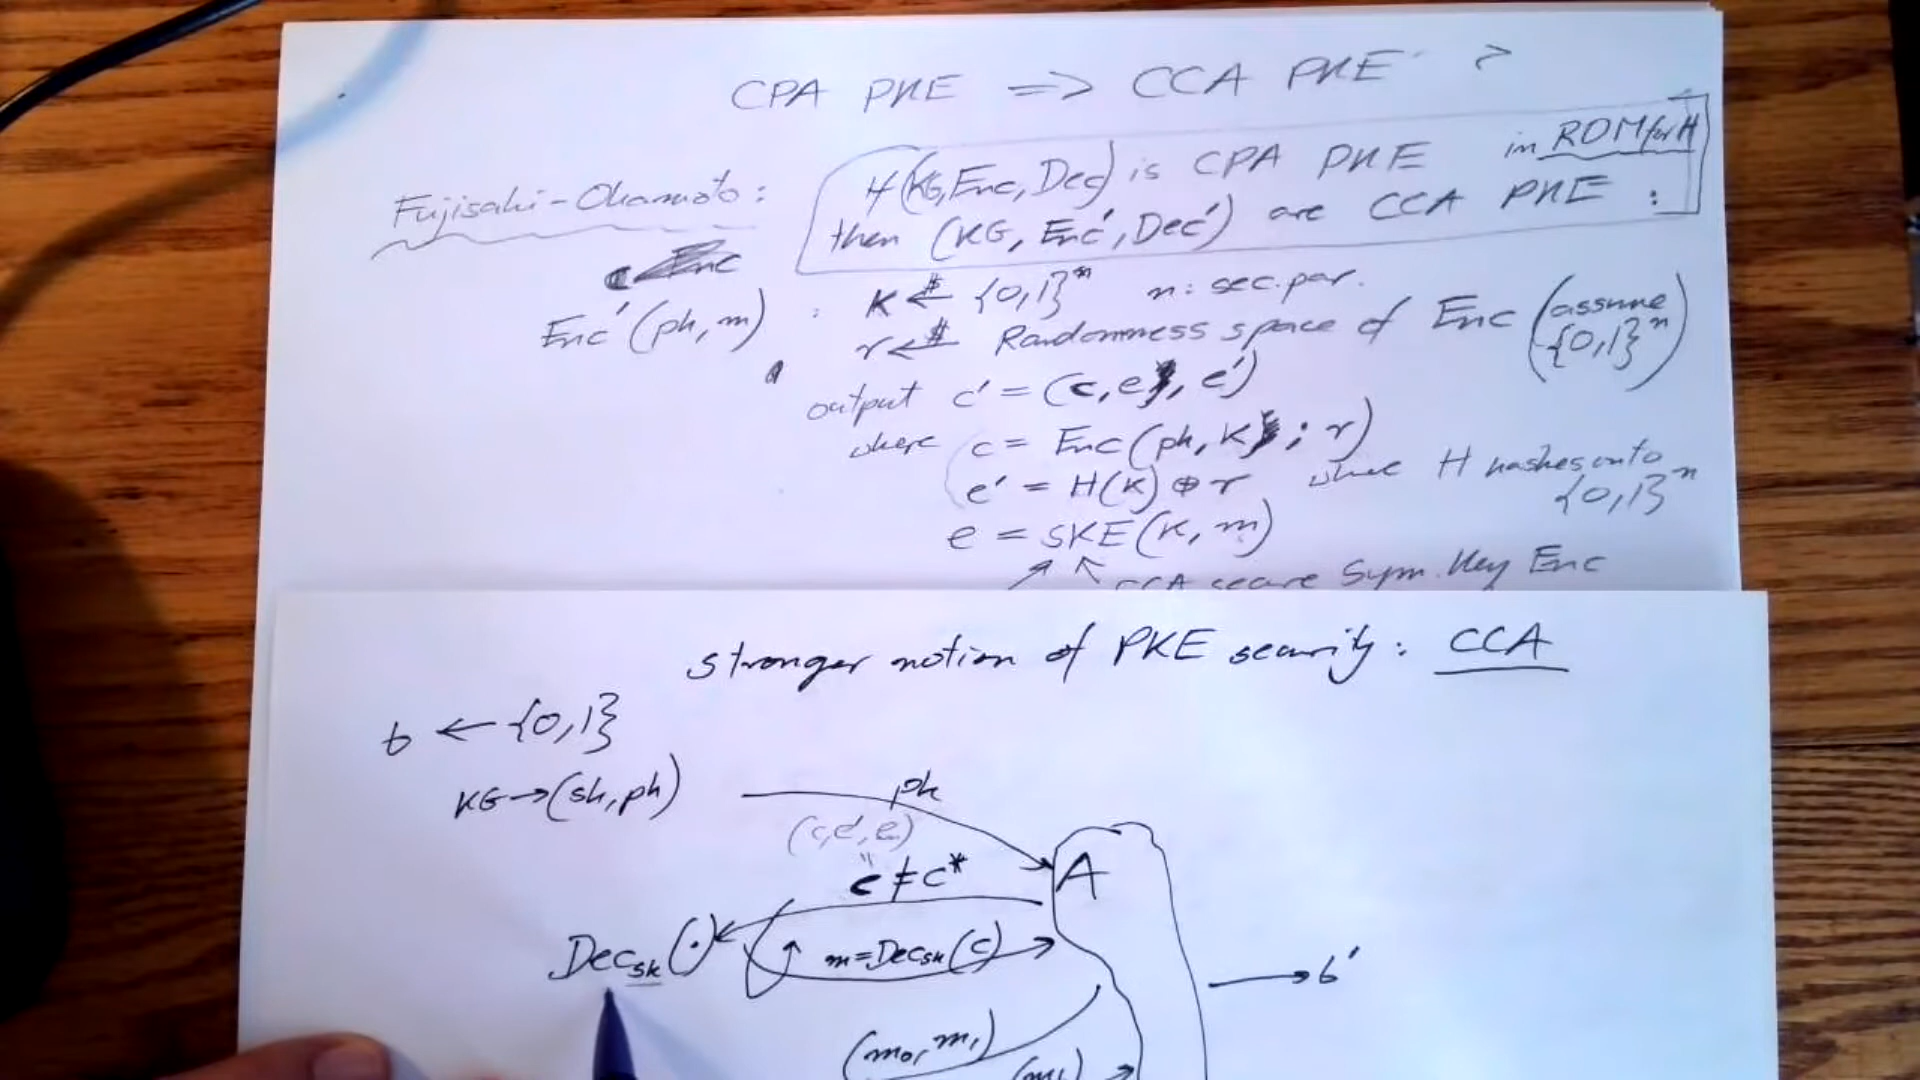 CPA PKE => CCA PKE ?
Fujisaki-Okamoto :
If (KG, Enc, Dec) is CPA PKE in ROM for H
then (KG, Enc', Dec') are CCA PKE :
Enc'(pk, m) : K <-$ {0,1}^n n: sec. par.
r <-$ Randomness space of Enc (assume {0,1}^n)
output c' = (c, e, e')
where c = Enc(pk, K ; r)
e' = H(K) ⊕ r where H hashes onto {0,1}^n
e = SKE(K, m)
CCA secure Sym. Key Enc
stronger notion of PKE security : CCA
b ← {0,1}
KG → (sk, pk) pk
(c, e', e)
c ≠ c* A
Dec_sk(·) m = Dec_sk(c) → b'
(m0, m1)